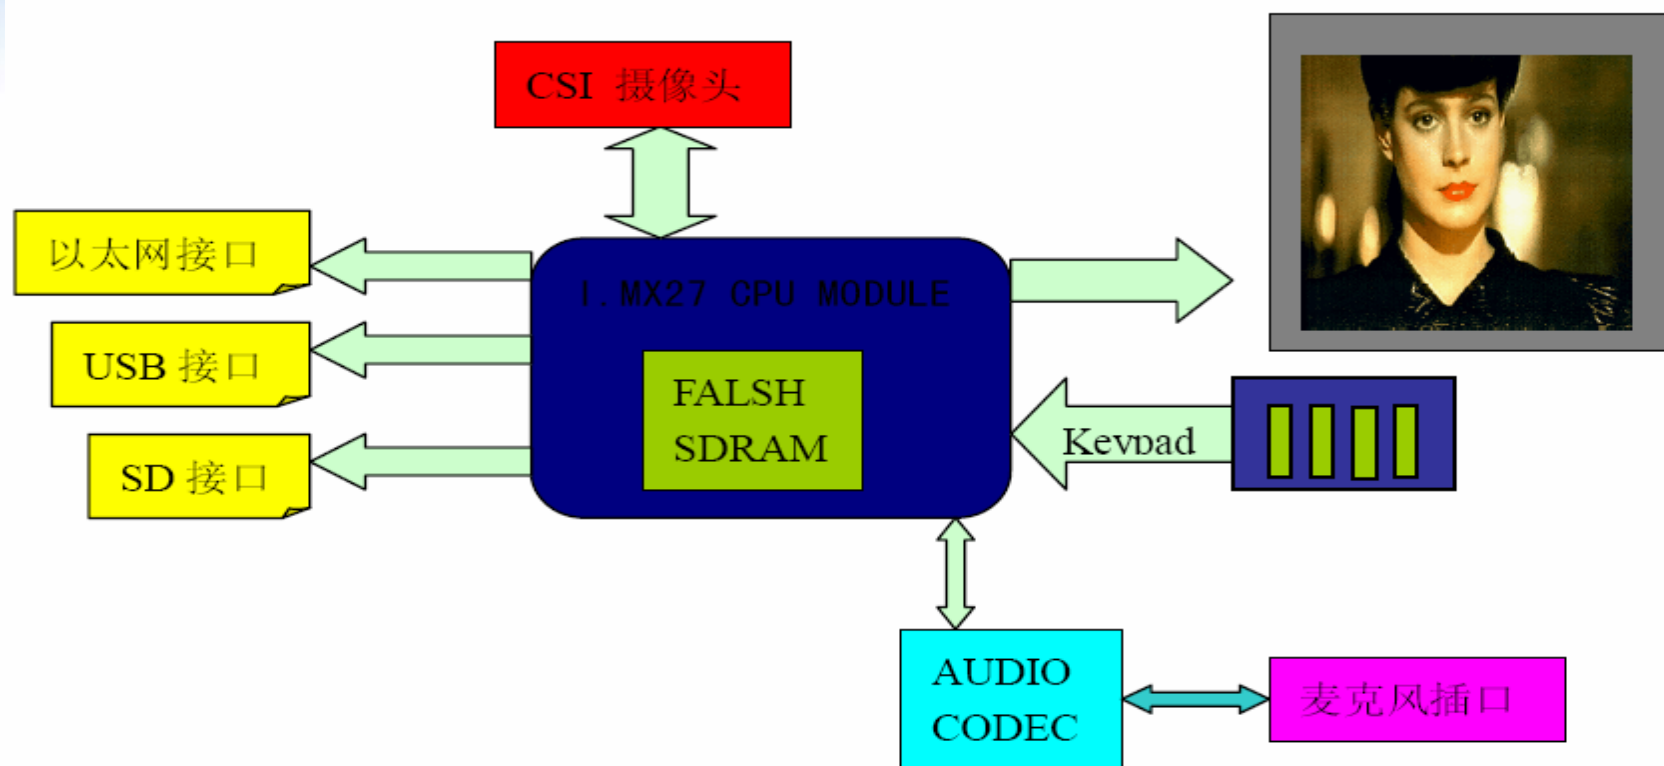 CSI 摄像头
以太网接口
I.MX27 CPU MODULE
USB 接口
FALSH
SDRAM
Keypad
SD 接口
AUDIO
CODEC
麦克风插口